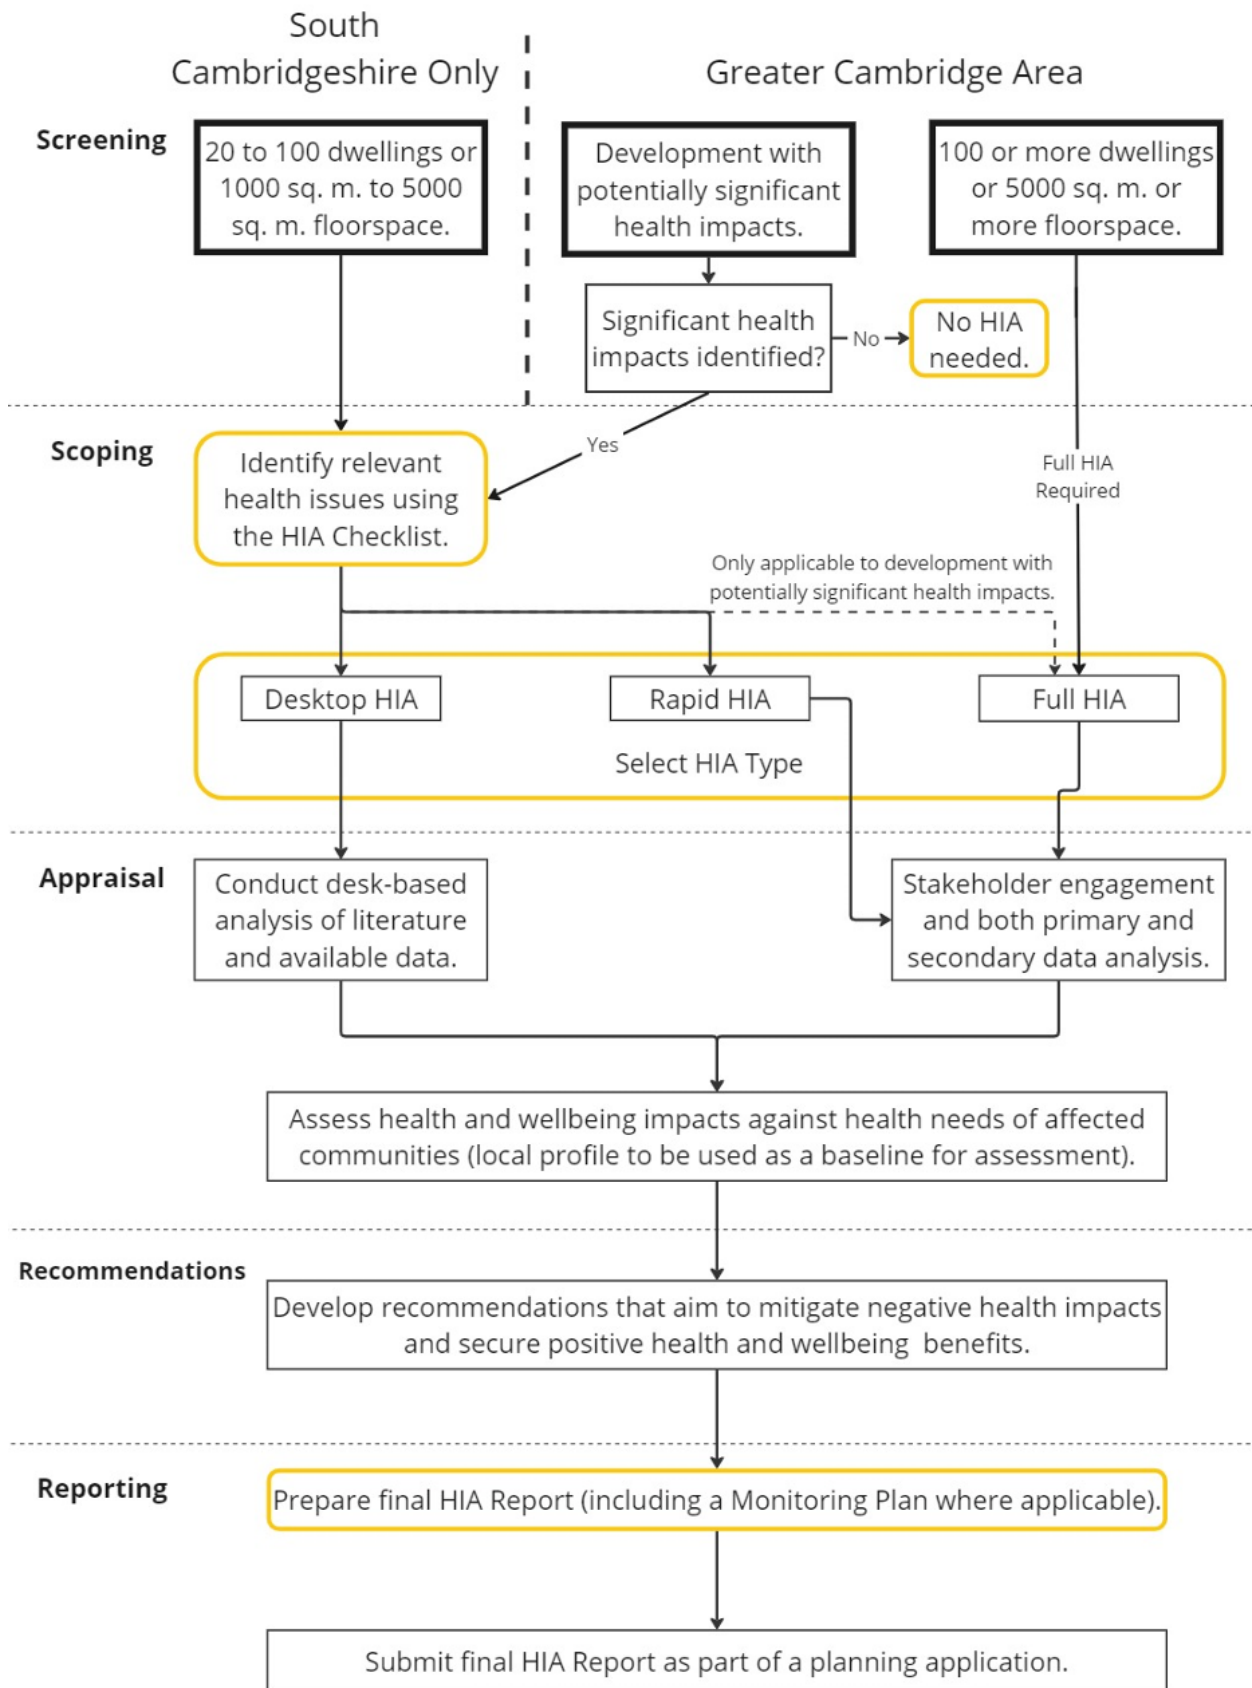 South
Cambridgeshire Only
Greater Cambridge Area
Screening
20 to 100 dwellings or
1000 sq. m. to 5000
sq. m. floorspace.
Development with
potentially significant
health impacts.
100 or more dwellings
or 5000 sq. m. or
more floorspace.
Significant health
impacts identified?
No
No HIA
needed.
Scoping
Yes
Identify relevant
health issues using
the HIA Checklist.
Full HIA
Required
Only applicable to development with
potentially significant health impacts.
Desktop HIA
Rapid HIA
Full HIA
Select HIA Type
Appraisal
Conduct desk-based
analysis of literature
and available data.
Stakeholder engagement
and both primary and
secondary data analysis.
Assess health and wellbeing impacts against health needs of affected
communities (local profile to be used as a baseline for assessment).
Recommendations
Develop recommendations that aim to mitigate negative health impacts
and secure positive health and wellbeing benefits.
Reporting
Prepare final HIA Report (including a Monitoring Plan where applicable).
Submit final HIA Report as part of a planning application.